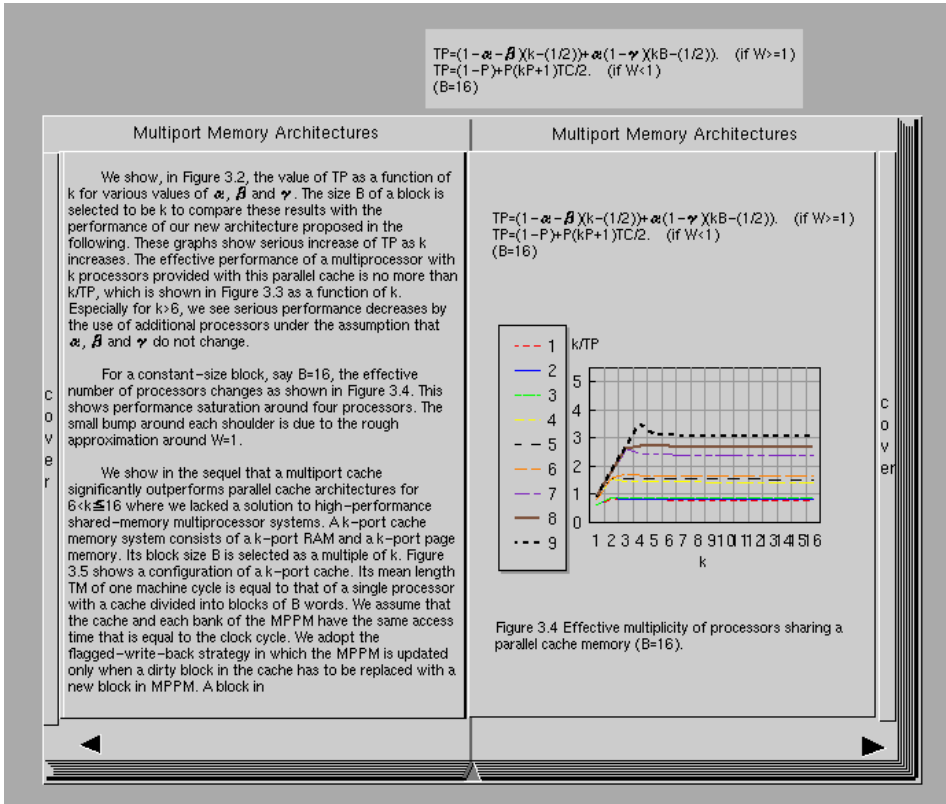 TP=(1-α-β)(k-(1/2))+α(1-γ)(kB-(1/2)). (if W>=1)
TP=(1-P)+P(kP+1)TC/2. (if W<1)
(B=16)
Multiport Memory Architectures
We show, in Figure 3.2, the value of TP as a function of
k for various values of α, β and γ. The size B of a block is
selected to be k to compare these results with the
performance of our new architecture proposed in the
following. These graphs show serious increase of TP as k
increases. The effective performance of a multiprocessor with
k processors provided with this parallel cache is no more than
k/TP, which is shown in Figure 3.3 as a function of k.
Especially for k>6, we see serious performance decreases by
the use of additional processors under the assumption that
α, β and γ do not change.
For a constant-size block, say B=16, the effective
number of processors changes as shown in Figure 3.4. This
shows performance saturation around four processors. The
small bump around each shoulder is due to the rough
approximation around W=1.
We show in the sequel that a multiport cache
significantly outperforms parallel cache architectures for
6<k≦16 where we lacked a solution to high-performance
shared-memory multiprocessor systems. A k-port cache
memory system consists of a k-port RAM and a k-port page
memory. Its block size B is selected as a multiple of k. Figure
3.5 shows a configuration of a k-port cache. Its mean length
TM of one machine cycle is equal to that of a single processor
with a cache divided into blocks of B words. We assume that
the cache and each bank of the MPPM have the same access
time that is equal to the clock cycle. We adopt the
flagged-write-back strategy in which the MPPM is updated
only when a dirty block in the cache has to be replaced with a
new block in MPPM. A block in
cover
Multiport Memory Architectures
TP=(1-α-β)(k-(1/2))+α(1-γ)(kB-(1/2)). (if W>=1)
TP=(1-P)+P(kP+1)TC/2. (if W<1)
(B=16)
1
2
3
4
5
6
7
8
9
k/TP
5
4
3
2
1
0
1 2 3 4 5 6 7 8 9 10 11 12 13 14 15 16
k
Figure 3.4 Effective multiplicity of processors sharing a
parallel cache memory (B=16).
cover